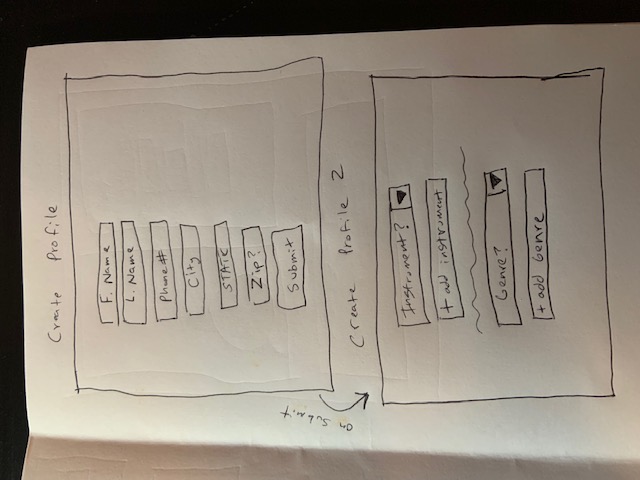 Create Profile
F. Name
L. Name
Phone#
City
STATE
Zip?
Submit
on submit
Create Profile 2
Instrument?
+ add instrument
Genre?
+ add Genre